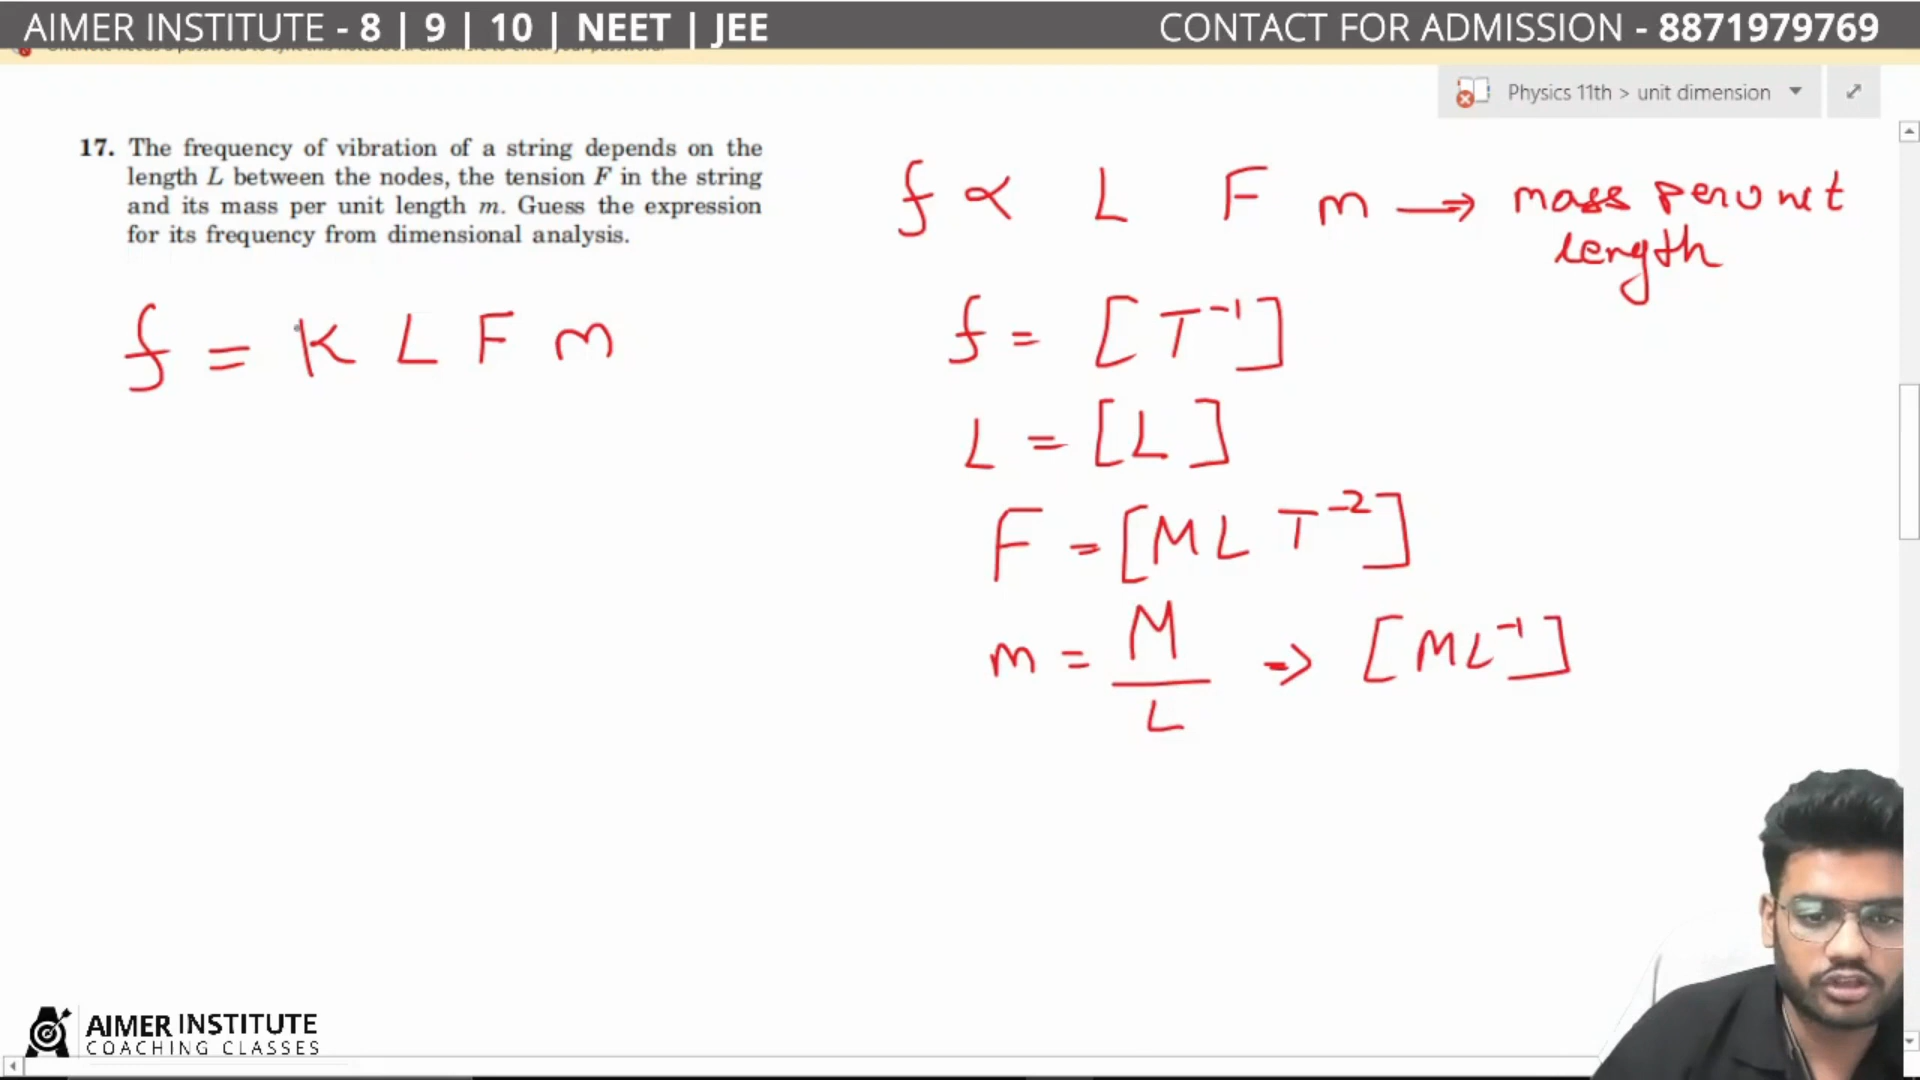 AIMER INSTITUTE - 8 | 9 | 10 | NEET | JEE
CONTACT FOR ADMISSION - 8871979769
Physics 11th > unit dimension
17. The frequency of vibration of a string depends on the
length L between the nodes, the tension F in the string
and its mass per unit length m. Guess the expression
for its frequency from dimensional analysis.
f = K L F m
f ∝ L F m → mass per unit
length
f = [T⁻¹]
L = [L]
F = [M L T⁻²]
m = M/L → [ML⁻¹]
AIMER INSTITUTE
COACHING CLASSES